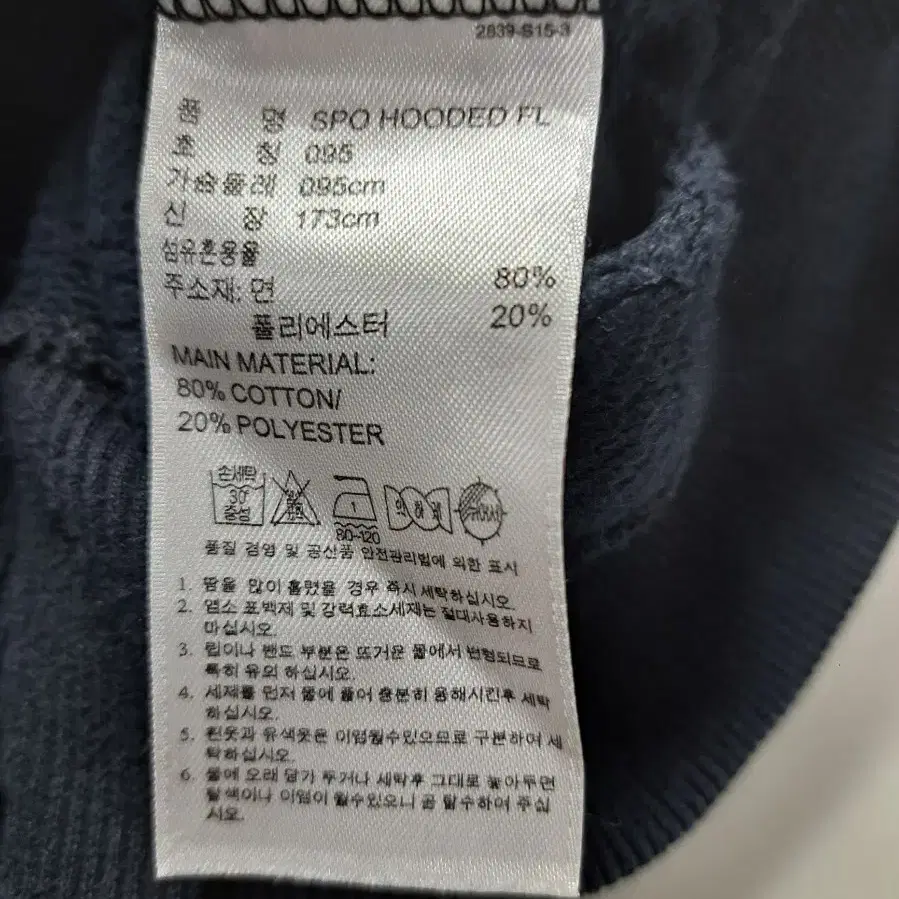 2839-S15-3
품 명 SPO HOODED FL
호 칭 095
가슴둘레 095cm
신 장 173cm
섬유혼용율
주소재: 면 80%
폴리에스터 20%
MAIN MATERIAL:
80% COTTON/
20% POLYESTER
손세탁
30˚
중성
80-120
약하게
뉘어서
품질 경영 및 공산품 안전관리법에 의한 표시
1. 땀을 많이 흘렸을 경우 즉시 세탁하십시오.
2. 염소 표백제 및 강력효소세제는 절대사용하지
마십시오.
3. 립이나 밴드 부분은 뜨거운 물에서 변형되므로
특히 유의 하십시오.
4. 세제를 먼저 물에 풀어 충분히 용해시킨후 세탁
하십시오.
5. 흰옷과 유색옷은 이염될수있으므로 구분하여 세
탁하십시오.
6. 물에 오래 담가 두거나 세탁후 그대로 놓아두면
탈색이나 이염이 될수있으니 곧 탈수하여 주십
시오.